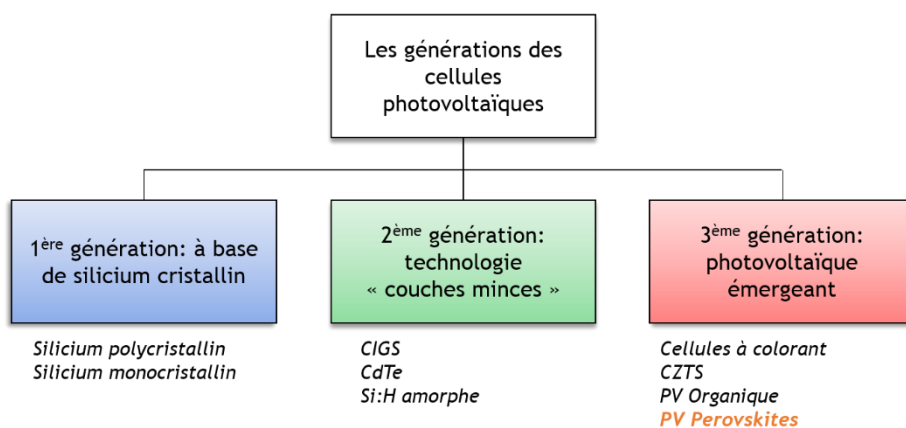 Les générations des
cellules
photovoltaïques
1ère génération: à base
de silicium cristallin
2ème génération:
technologie
« couches minces »
3ème génération:
photovoltaïque
émergeant
Silicium polycristallin
Silicium monocristallin
CIGS
CdTe
Si:H amorphe
Cellules à colorant
CZTS
PV Organique
PV Perovskites